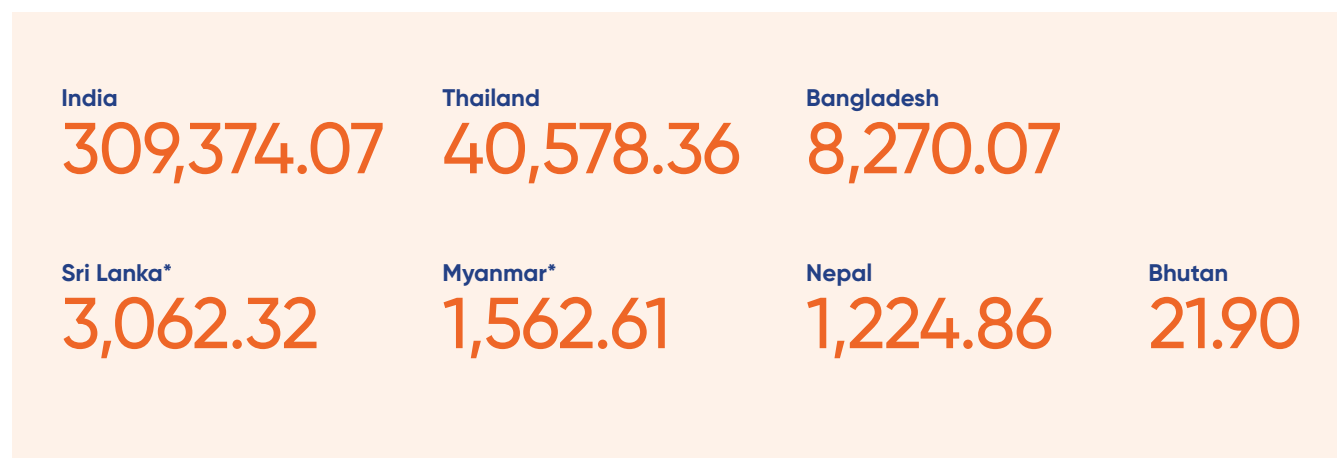 India Thailand Bangladesh
309,374.07 40,578.36 8,270.07
Sri Lanka* Myanmar* Nepal Bhutan
3,062.32 1,562.61 1,224.86 21.90